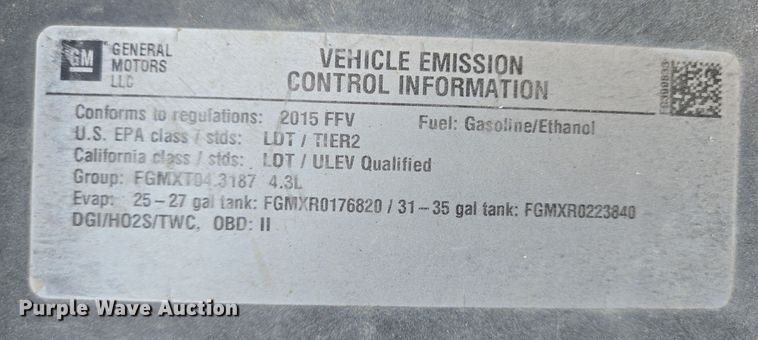 GM
GENERAL
MOTORS
LLC
VEHICLE EMISSION
CONTROL INFORMATION
Conforms to regulations: 2015 FFV Fuel: Gasoline/Ethanol
U.S. EPA class / stds: LDT / TIER2
California class / stds: LDT / ULEV Qualified
Group: FGMXT04.3187 4.3L
Evap: 25-27 gal tank: FGMXR0176820 / 31-35 gal tank: FGMXR0223840
DGI/HO2S/TWC, OBD: II
Purple Wave Auction